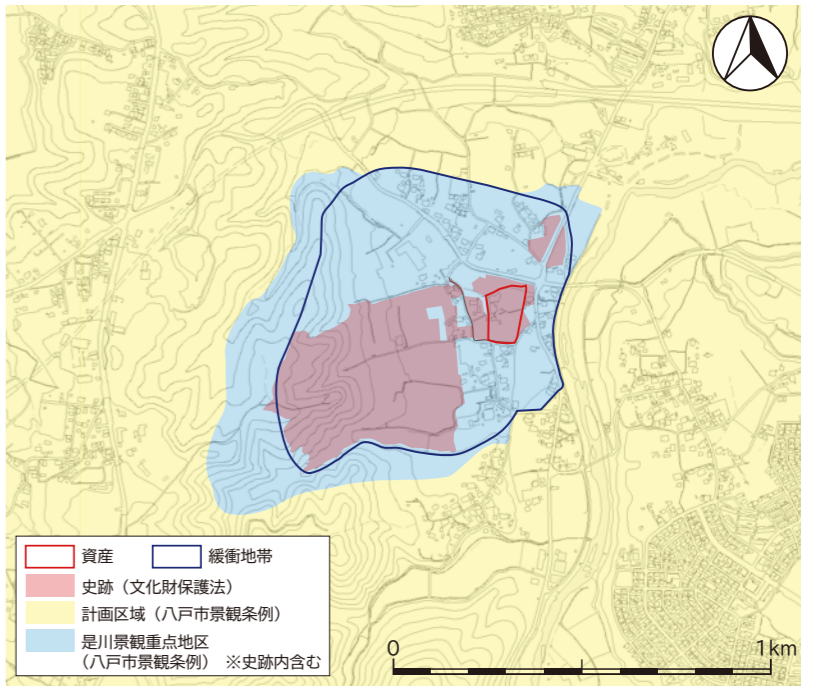 資産
緩衝地帯
史跡（文化財保護法）
計画区域（八戸市景観条例）
是川景観重点地区
（八戸市景観条例） ※史跡内含む
0 1km